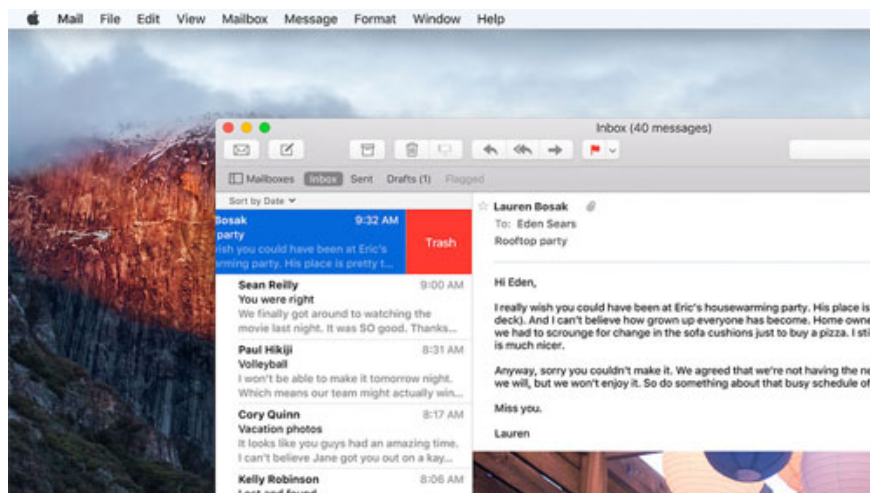 Mail File Edit View Mailbox Message Format Window Help
Inbox (40 messages)
Mailboxes Inbox Sent Drafts (1) Flagged
Sort by Date
Bosak 9:32 AM
party
wish you could have been at Eric's
warming party. His place is pretty t...
Trash
Sean Reilly 9:00 AM
You were right
We finally got around to watching the
movie last night. It was SO good. Thanks...
Paul Hikiji 8:31 AM
Volleyball
I won't be able to make it tomorrow night.
Which means our team might actually win...
Cory Quinn 8:17 AM
Vacation photos
It looks like you guys had an amazing time.
I can't believe Jane got you out on a kay...
Kelly Robinson 8:06 AM
Lost and found
Lauren Bosak
To: Eden Sears
Rooftop party
Hi Eden,
I really wish you could have been at Eric's housewarming party. His place is
deck). And I can't believe how grown up everyone has become. Home owne
we had to scrounge for change in the sofa cushions just to buy a pizza. I sti
is much nicer.
Anyway, sorry you couldn't make it. We agreed that we're not having the ne
we will, but we won't enjoy it. So do something about that busy schedule of
Miss you.
Lauren